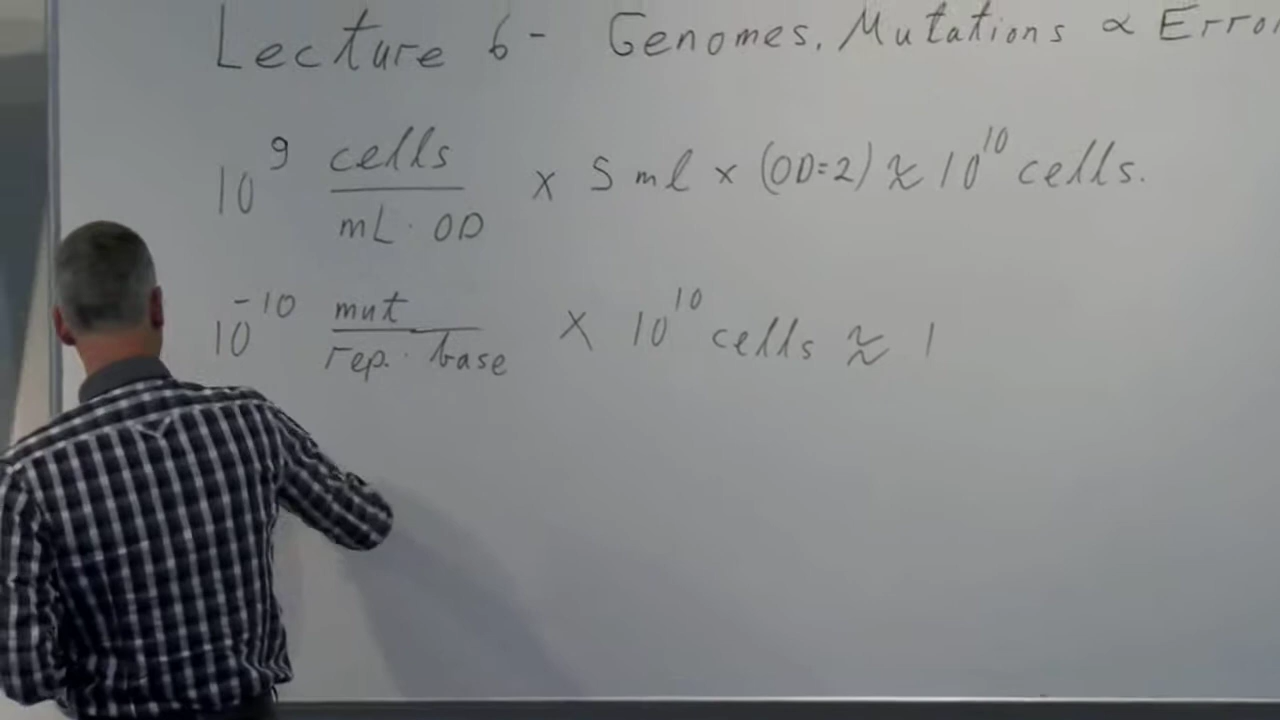 Lecture 6 - Genomes, Mutations & Error
10^9 cells / mL · OD × 5 ml × (OD=2) ≈ 10^10 cells.
10^-10 mut / rep. · base × 10^10 cells ≈ 1